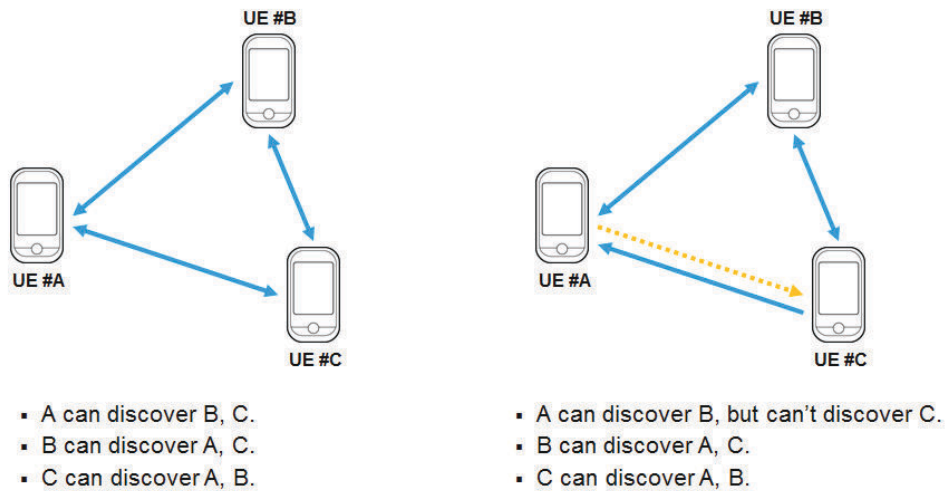 UE #B
UE #A
UE #C
▪ A can discover B, C.
▪ B can discover A, C.
▪ C can discover A, B.
UE #B
UE #A
UE #C
▪ A can discover B, but can’t discover C.
▪ B can discover A, C.
▪ C can discover A, B.